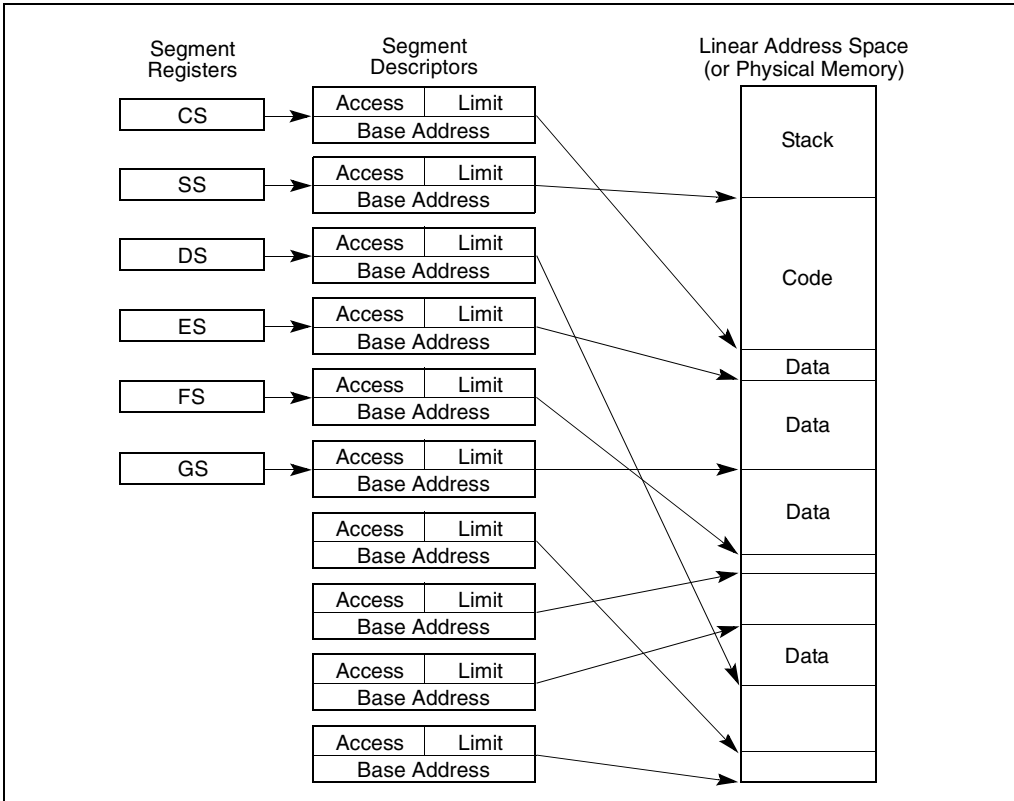 Segment
Registers
Segment
Descriptors
Linear Address Space
(or Physical Memory)
CS
Access Limit
Base Address
Stack
SS
Access Limit
Base Address
DS
Access Limit
Base Address
Code
ES
Access Limit
Base Address
Data
FS
Access Limit
Base Address
Data
GS
Access Limit
Base Address
Data
Access Limit
Base Address
Access Limit
Base Address
Access Limit
Base Address
Data
Access Limit
Base Address